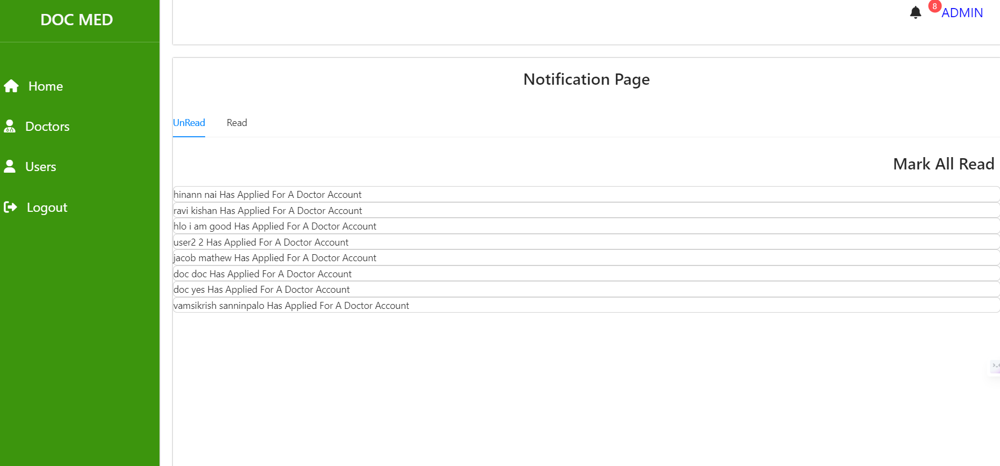 DOC MED
8
ADMIN
Home
Doctors
Users
Logout
Notification Page
UnRead Read
Mark All Read
hinann nai Has Applied For A Doctor Account
ravi kishan Has Applied For A Doctor Account
hlo i am good Has Applied For A Doctor Account
user2 2 Has Applied For A Doctor Account
jacob mathew Has Applied For A Doctor Account
doc doc Has Applied For A Doctor Account
doc yes Has Applied For A Doctor Account
vamsikrish sanninpalo Has Applied For A Doctor Account